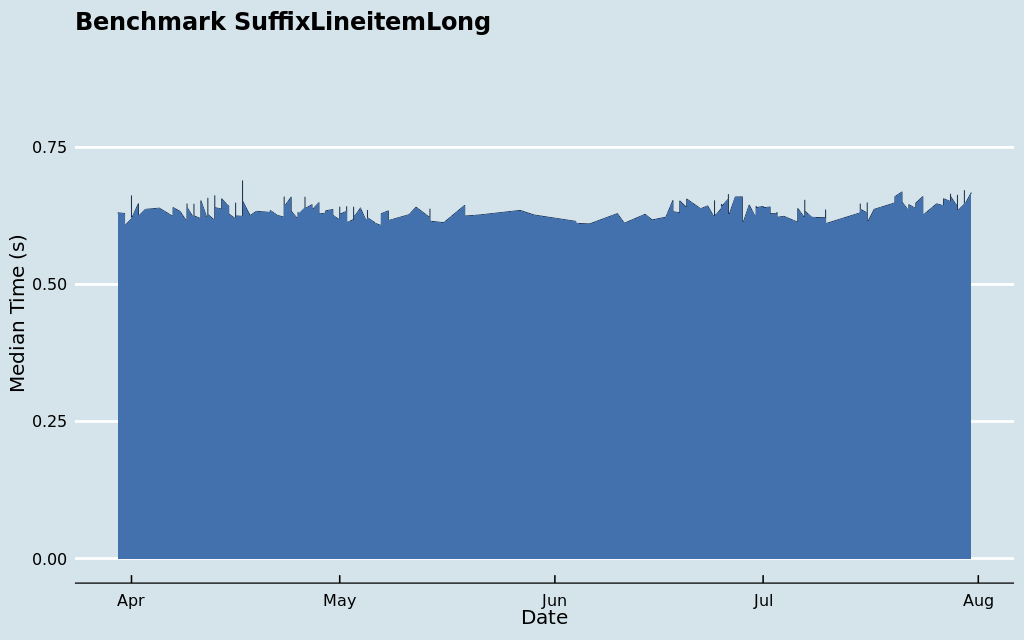 Benchmark SuffixLineitemLong
0.75
0.50
0.25
0.00
Median Time (s)
Apr May Jun Jul Aug
Date